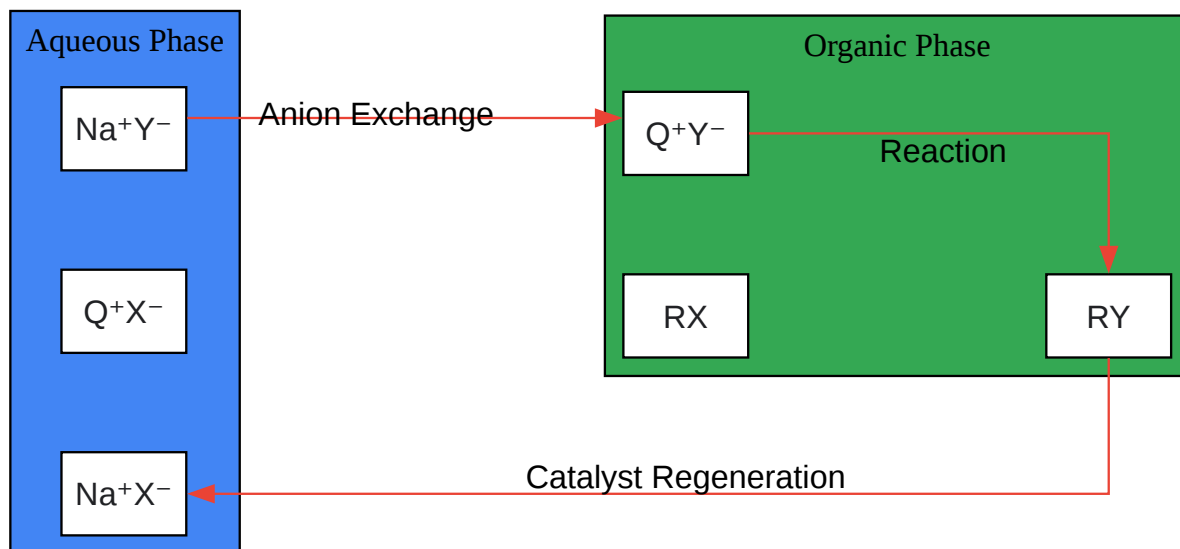 Aqueous Phase
Organic Phase
Na⁺Y⁻
Anion Exchange
Q⁺Y⁻
Reaction
Q⁺X⁻
RX
RY
Catalyst Regeneration
Na⁺X⁻